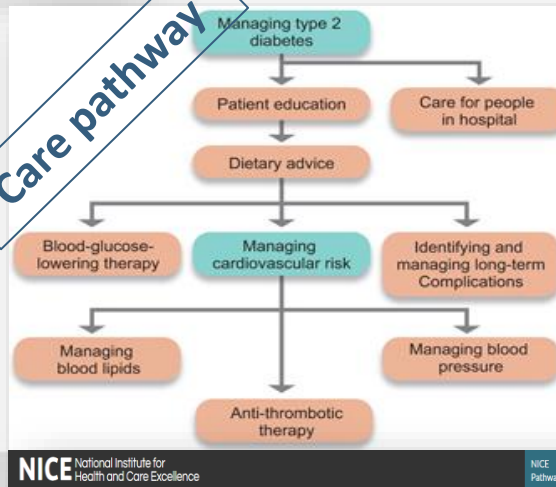 Care pathway
Managing type 2
diabetes
Patient education
Care for people
in hospital
Dietary advice
Blood-glucose-
lowering therapy
Managing
cardiovascular risk
Identifying and
managing long-term
Complications
Managing
blood lipids
Managing blood
pressure
Anti-thrombotic
therapy
NICE National Institute for
Health and Care Excellence
NICE